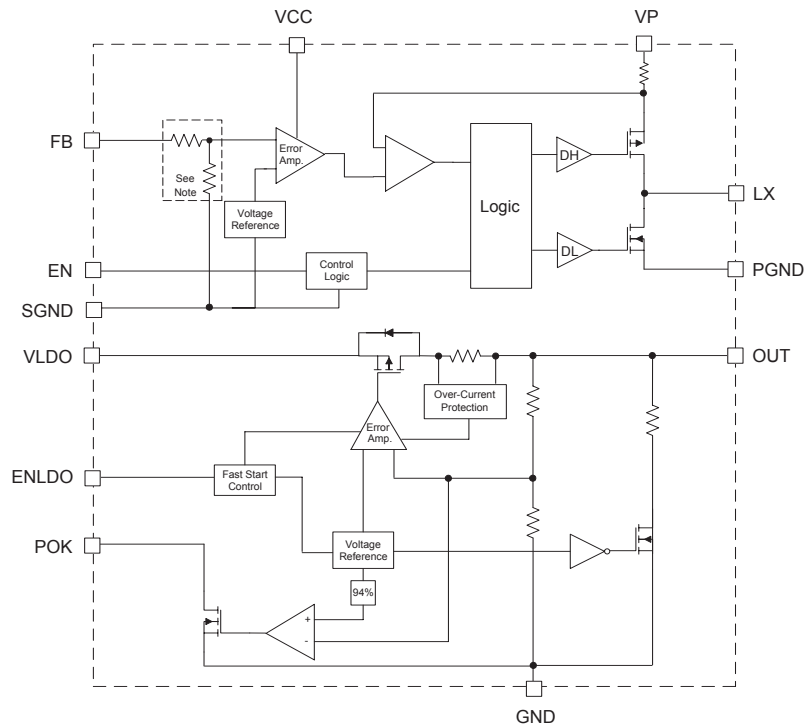 VCC
VP
FB
Error
Amp.
See
Note
Voltage
Reference
Logic
DH
DL
LX
EN
Control
Logic
PGND
SGND
VLDO
OUT
Over-Current
Protection
Error
Amp.
ENLDO
Fast Start
Control
POK
Voltage
Reference
94%
+
-
GND